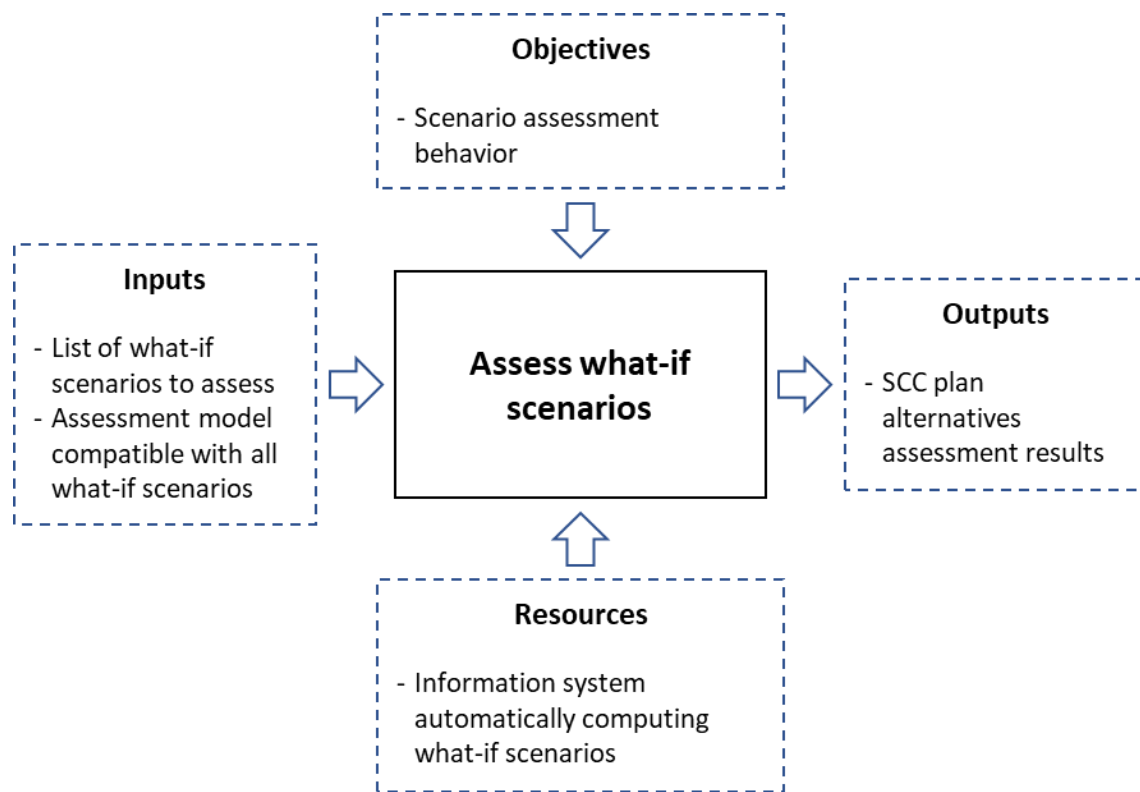 Objectives
- Scenario assessment
behavior
Inputs
- List of what-if
scenarios to assess
- Assessment model
compatible with all
what-if scenarios
Assess what-if
scenarios
Outputs
- SCC plan
alternatives
assessment results
Resources
- Information system
automatically computing
what-if scenarios